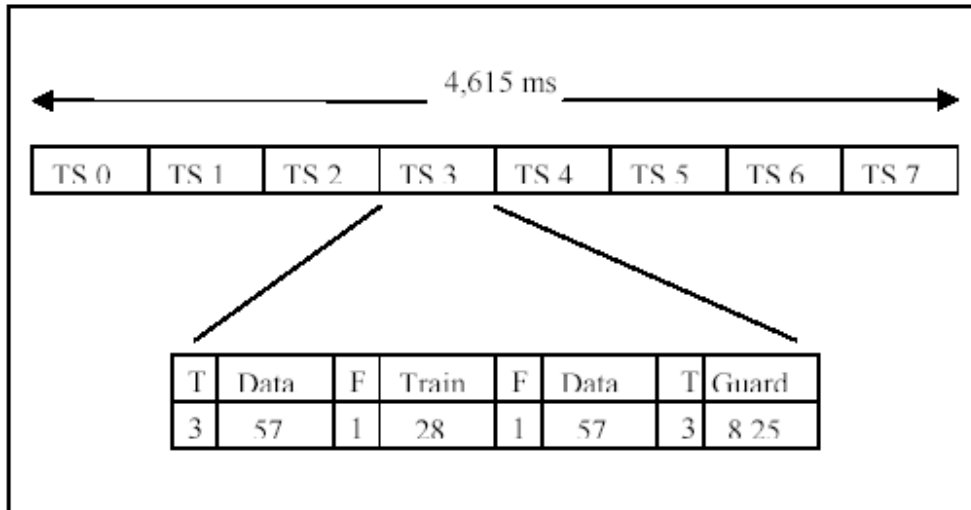 4,615 ms
TS 0 TS 1 TS 2 TS 3 TS 4 TS 5 TS 6 TS 7
T Data F Train F Data T Guard
3 57 1 28 1 57 3 8 25